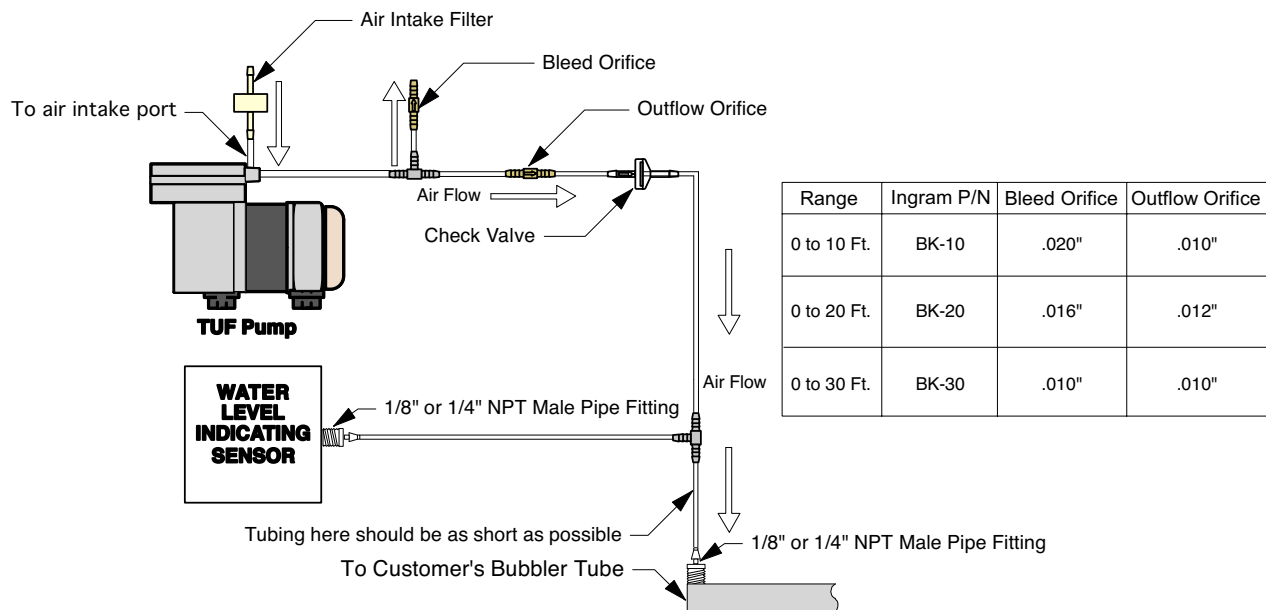 Air Intake Filter
Bleed Orifice
To air intake port
Outflow Orifice
Air Flow
Check Valve
TUF Pump
Range Ingram P/N Bleed Orifice Outflow Orifice
0 to 10 Ft. BK-10 .020" .010"
0 to 20 Ft. BK-20 .016" .012"
0 to 30 Ft. BK-30 .010" .010"
Air Flow
WATER
LEVEL
INDICATING
SENSOR
1/8" or 1/4" NPT Male Pipe Fitting
Tubing here should be as short as possible
1/8" or 1/4" NPT Male Pipe Fitting
To Customer's Bubbler Tube